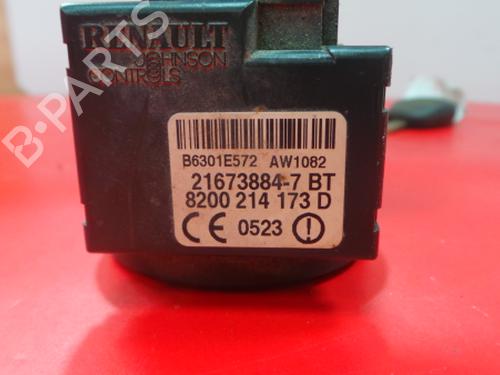 RENAULT
JOHNSON
CONTROLS
B6301E572 AW1082
21673884-7 BT
8200 214 173 D
CE 0523
B-PARTS